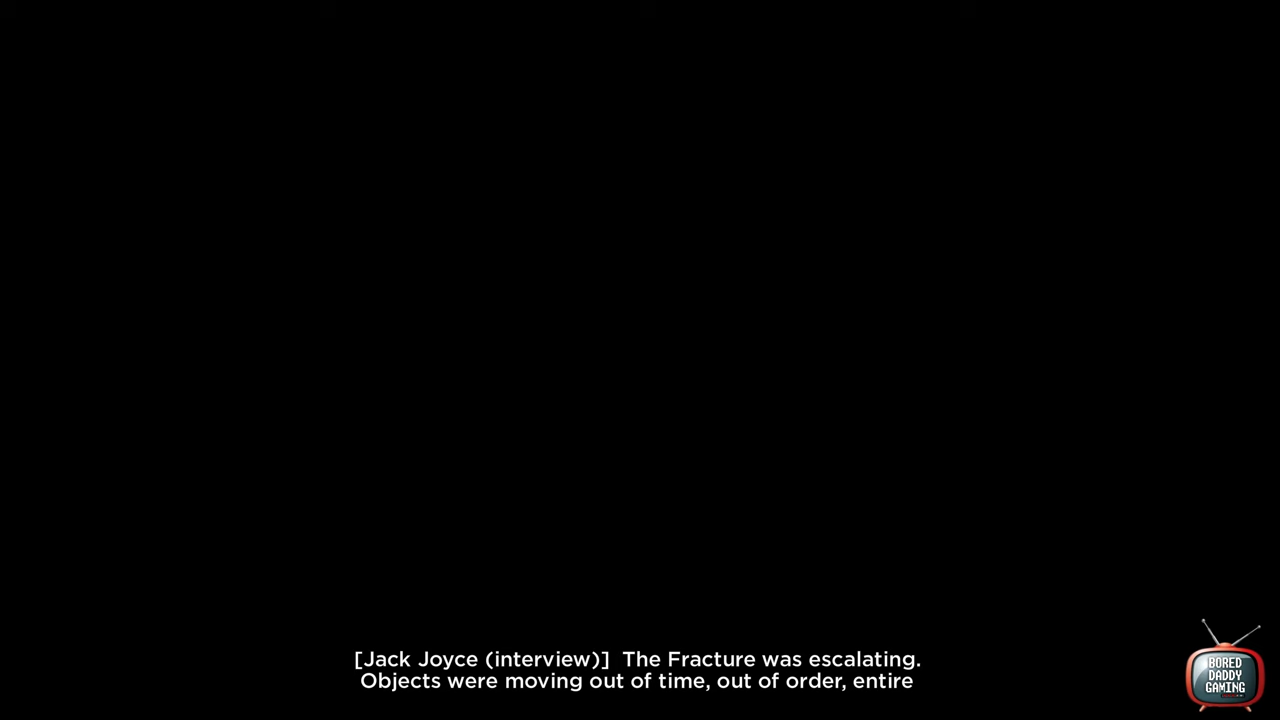 [Jack Joyce (interview)]  The Fracture was escalating.
Objects were moving out of time, out of order, entire
BORED
DADDY
GAMING